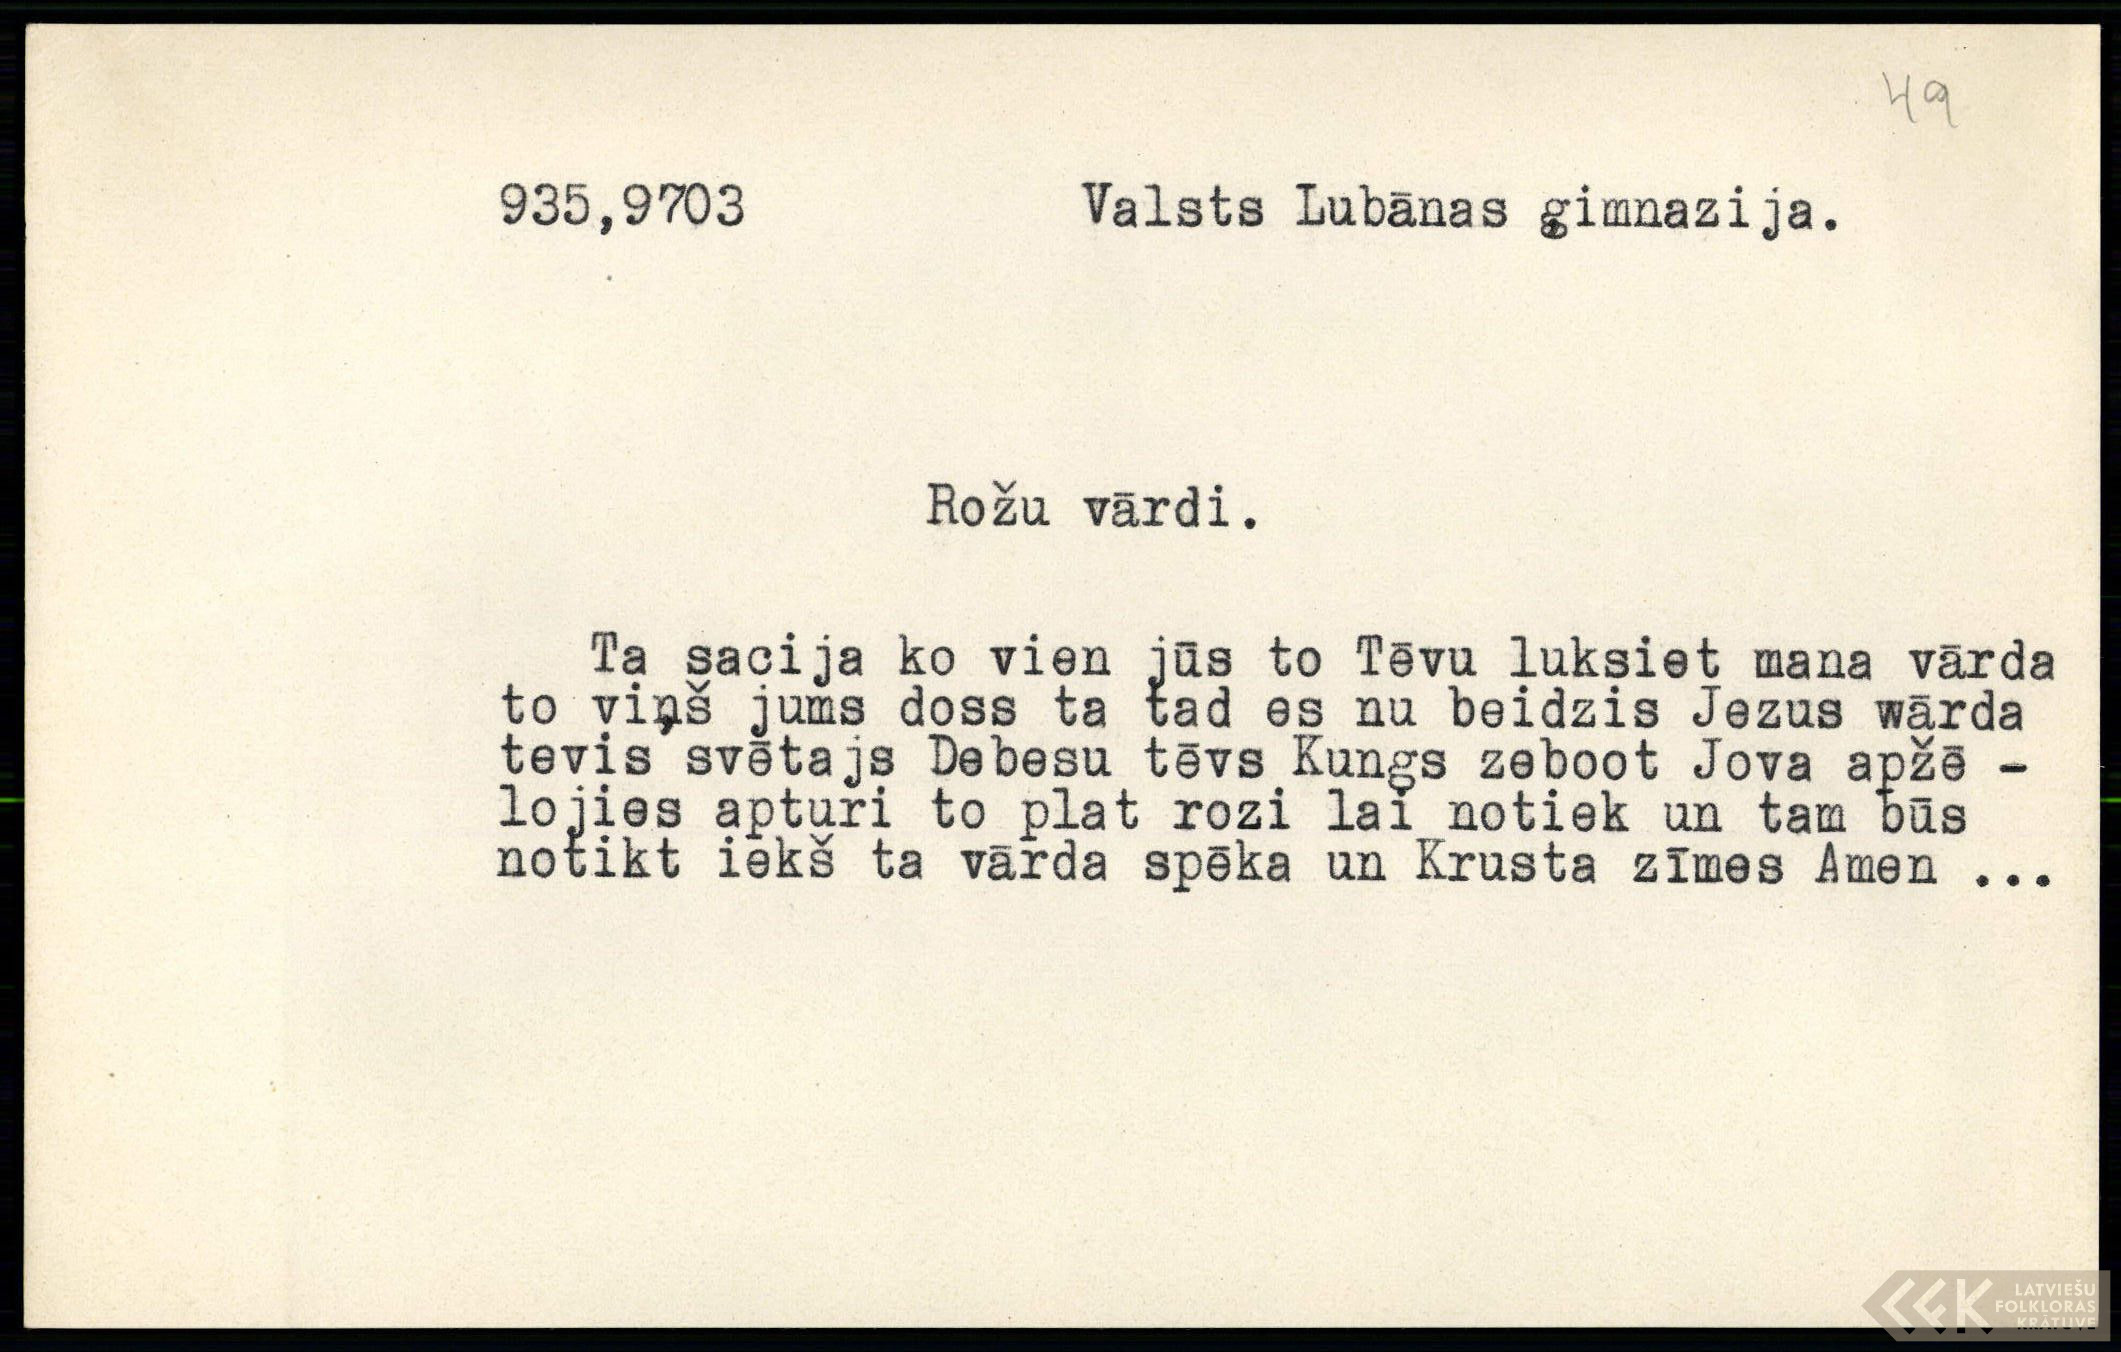 49
935,9703 Valsts Lubānas ģimnazija.
Rožu vārdi.
Ta sacija ko vien jūs to Tēvu luksiet mana vārda
to viņš jums doss ta tad es nu beidzis Jezus wārda
tevis svētajs Debesu tēvs Kungs zeboot Jova apžē -
lojies apturi to plat rozi lai notiek un tam būs
notikt iekš ta vārda spēka un Krusta zīmes Amen ...
LATVIEŠU
FOLKLORAS
KRĀTUVE